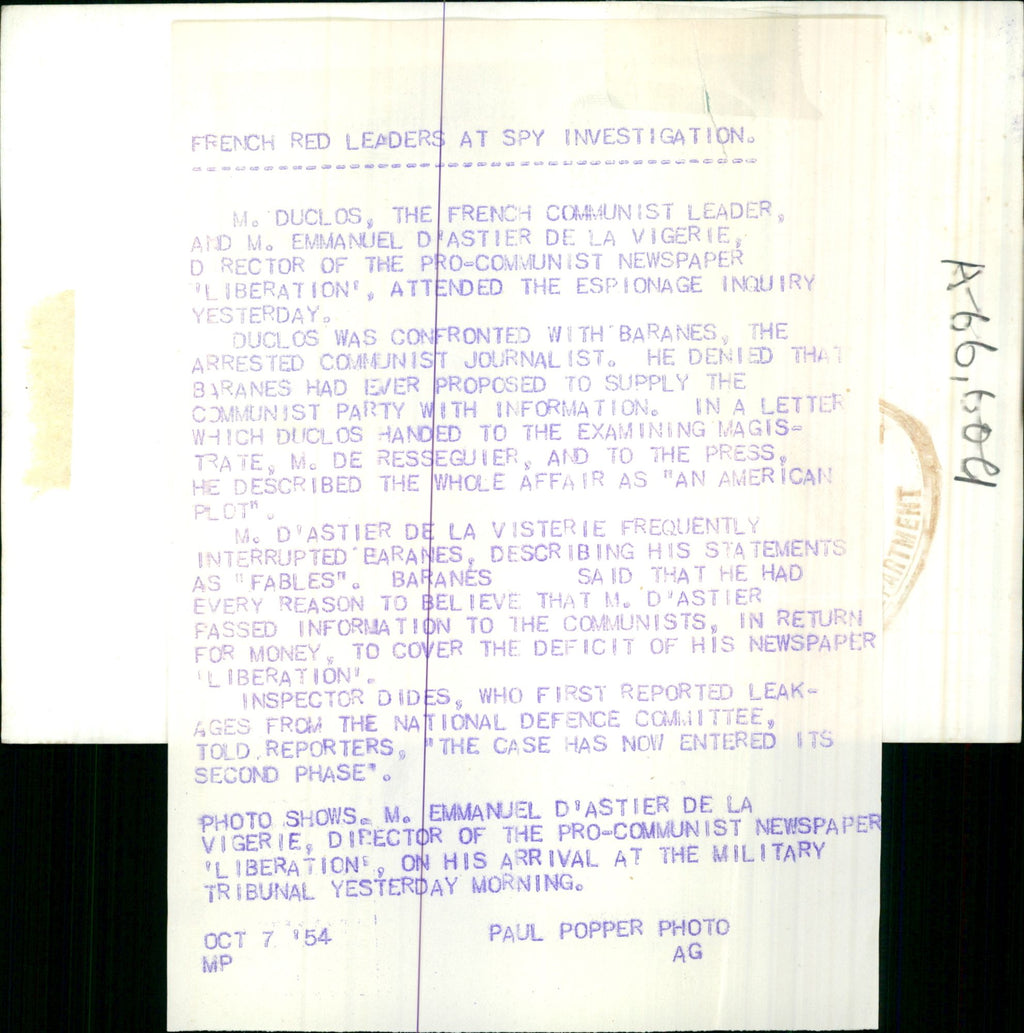 FRENCH RED LEADERS AT SPY INVESTIGATION.
M. DUCLOS, THE FRENCH COMMUNIST LEADER,
AND M. EMMANUEL D'ASTIER DE LA VIGERIE,
D RECTOR OF THE PRO-COMMUNIST NEWSPAPER
'LIBERATION', ATTENDED THE ESPIONAGE INQUIRY
YESTERDAY.
DUCLOS WAS CONFRONTED WITH BARANES, THE
ARRESTED COMMUNIST JOURNALIST. HE DENIED THAT
BARANES HAD EVER PROPOSED TO SUPPLY THE
COMMUNIST PARTY WITH INFORMATION. IN A LETTER
WHICH DUCLOS HANDED TO THE EXAMINING MAGIS-
TRATE, M. DE RESSEGUIER, AND TO THE PRESS,
HE DESCRIBED THE WHOLE AFFAIR AS "AN AMERICAN
PLOT".
M. D'ASTIER DE LA VISTERIE FREQUENTLY
INTERRUPTED BARANES, DESCRIBING HIS STATEMENTS
AS "FABLES". BARANES SAID THAT HE HAD
EVERY REASON TO BELIEVE THAT M. D'ASTIER
PASSED INFORMATION TO THE COMMUNISTS, IN RETURN
FOR MONEY, TO COVER THE DEFICIT OF HIS NEWSPAPER
'LIBERATION'.
INSPECTOR DIDES, WHO FIRST REPORTED LEAK-
AGES FROM THE NATIONAL DEFENCE COMMITTEE,
TOLD REPORTERS, "THE CASE HAS NOW ENTERED ITS
SECOND PHASE".
PHOTO SHOWS. M. EMMANUEL D'ASTIER DE LA
VIGERIE, DIRECTOR OF THE PRO-COMMUNIST NEWSPAPER
'LIBERATION', ON HIS ARRIVAL AT THE MILITARY
TRIBUNAL YESTERDAY MORNING.
OCT 7 '54 PAUL POPPER PHOTO
MP AG
A-66,604